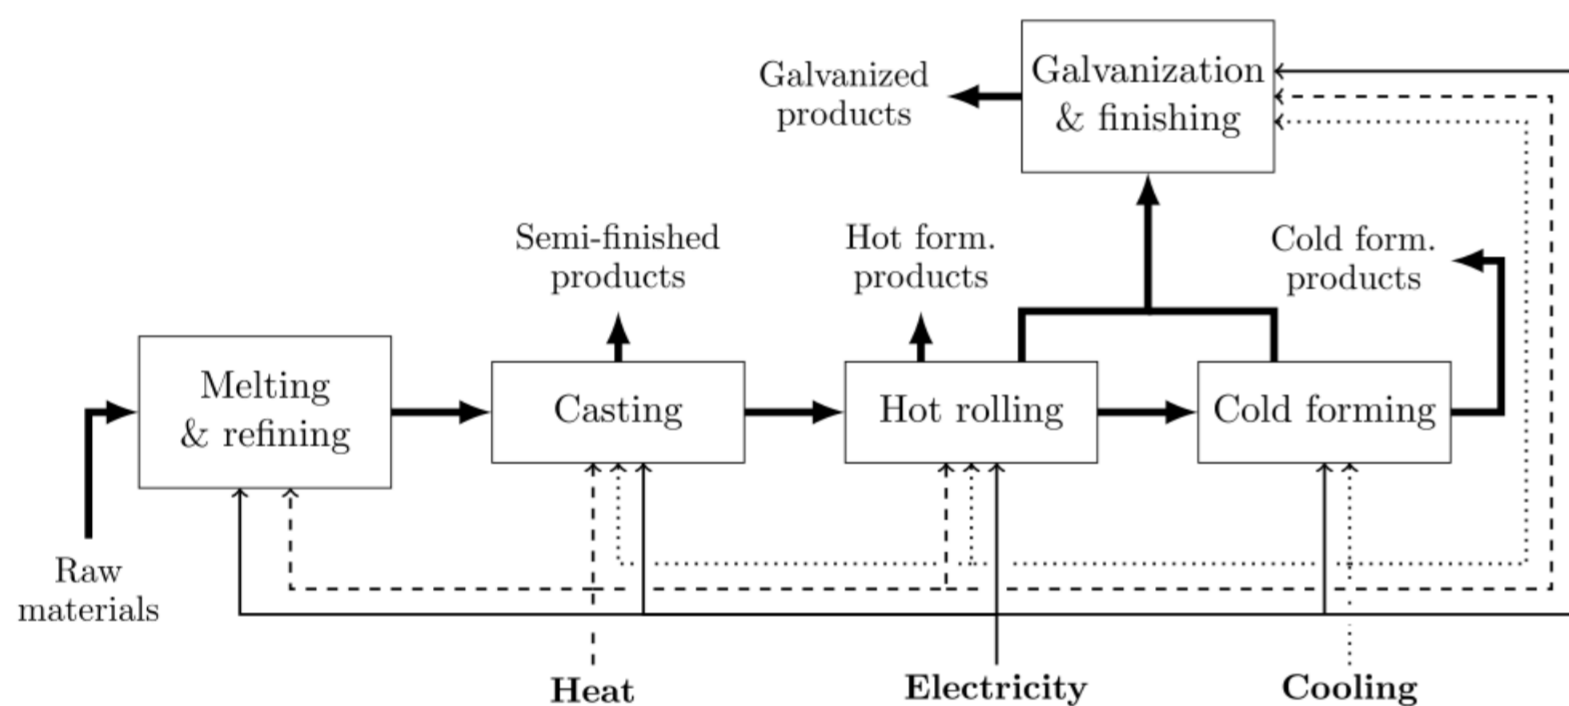 Galvanized
products
Galvanization
& finishing
Semi-finished
products
Hot form.
products
Cold form.
products
Melting
& refining
Casting
Hot rolling
Cold forming
Raw
materials
Heat
Electricity
Cooling